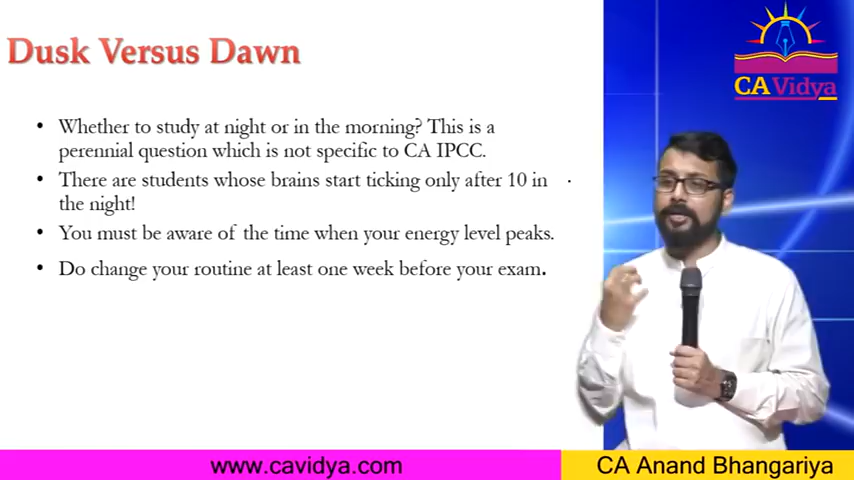 Dusk Versus Dawn
CA Vidya
• Whether to study at night or in the morning? This is a
perennial question which is not specific to CA IPCC.
• There are students whose brains start ticking only after 10 in
the night!
• You must be aware of the time when your energy level peaks.
• Do change your routine at least one week before your exam.
www.cavidya.com
CA Anand Bhangariya